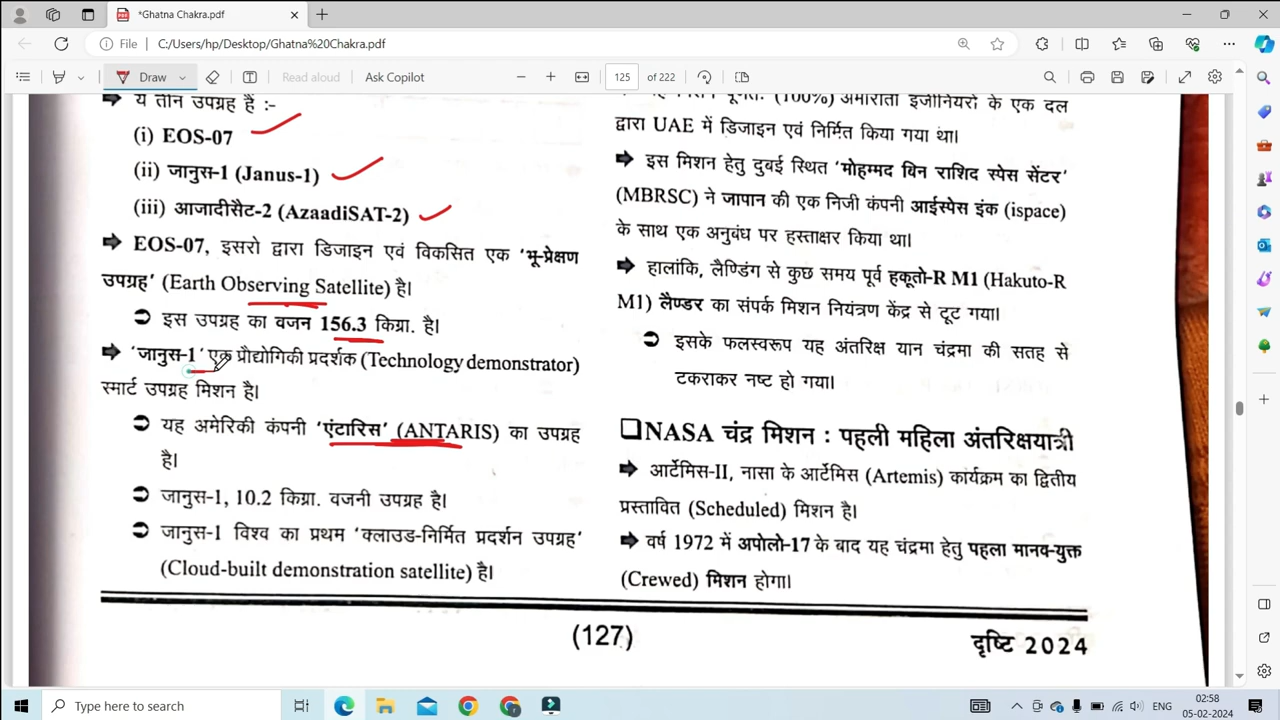 *Ghatna Chakra.pdf
File C:/Users/hp/Desktop/Ghatna%20Chakra.pdf
Draw Read aloud Ask Copilot 125 of 222
➡ ये तीन उपग्रह हैं :-
(i) EOS-07
(ii) जानुस-1 (Janus-1)
(iii) आजादीसैट-2 (AzaadiSAT-2)
➡ EOS-07, इसरो द्वारा डिजाइन एवं विकसित एक 'भू-प्रेक्षण
उपग्रह' (Earth Observing Satellite) है।
⊃ इस उपग्रह का वजन 156.3 किग्रा. है।
➡ 'जानुस-1' एक प्रौद्योगिकी प्रदर्शक (Technology demonstrator)
स्मार्ट उपग्रह मिशन है।
⊃ यह अमेरिकी कंपनी 'एंटारिस' (ANTARIS) का उपग्रह
है।
⊃ जानुस-1, 10.2 किग्रा. वजनी उपग्रह है।
⊃ जानुस-1 विश्व का प्रथम 'क्लाउड-निर्मित प्रदर्शन उपग्रह'
(Cloud-built demonstration satellite) है।
(100%) अमीराती इंजीनियरों के एक दल
द्वारा UAE में डिजाइन एवं निर्मित किया गया था।
➡ इस मिशन हेतु दुबई स्थित 'मोहम्मद बिन राशिद स्पेस सेंटर'
(MBRSC) ने जापान की एक निजी कंपनी आईस्पेस इंक (ispace)
के साथ एक अनुबंध पर हस्ताक्षर किया था।
➡ हालांकि, लैण्डिंग से कुछ समय पूर्व हकूतो-R M1 (Hakuto-R
M1) लैण्डर का संपर्क मिशन नियंत्रण केंद्र से टूट गया।
⊃ इसके फलस्वरूप यह अंतरिक्ष यान चंद्रमा की सतह से
टकराकर नष्ट हो गया।
❑NASA चंद्र मिशन : पहली महिला अंतरिक्षयात्री
➡ आर्टेमिस-II, नासा के आर्टेमिस (Artemis) कार्यक्रम का द्वितीय
प्रस्तावित (Scheduled) मिशन है।
➡ वर्ष 1972 में अपोलो-17 के बाद यह चंद्रमा हेतु पहला मानव-युक्त
(Crewed) मिशन होगा।
(127)
दृष्टि 2024
Type here to search
ENG
02:58
05-02-2024